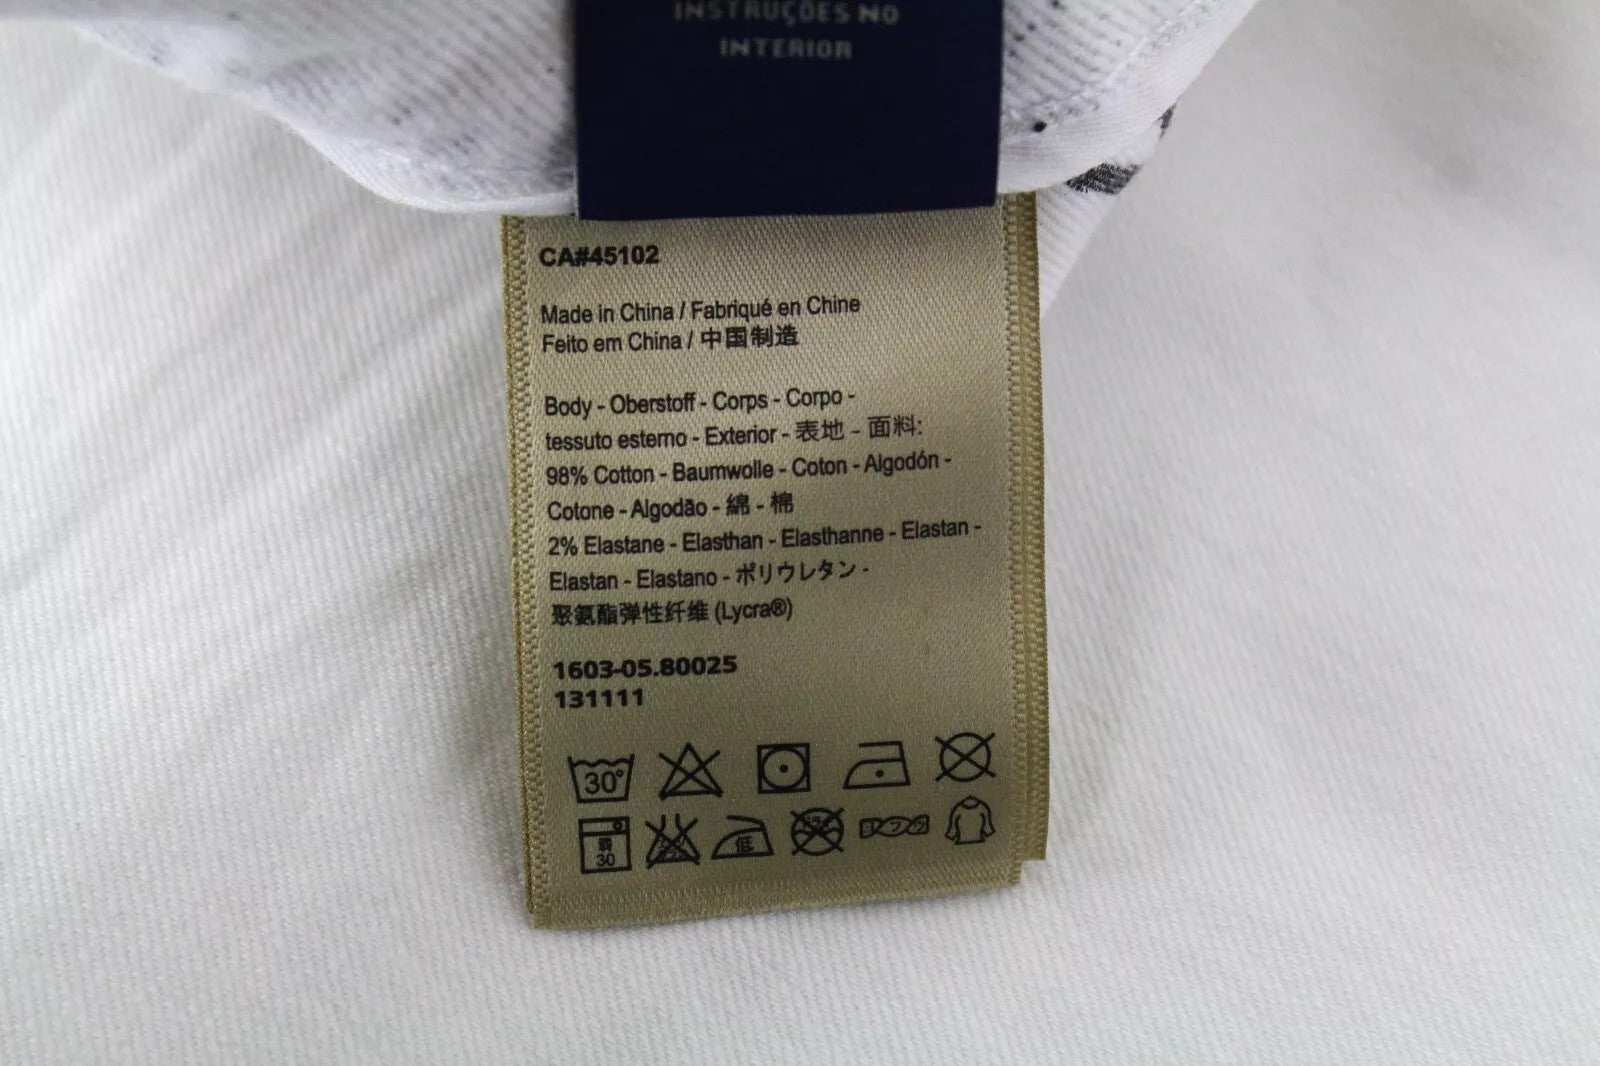 INSTRUÇÕES NO
INTERIOR
CA#45102
Made in China / Fabriqué en Chine
Feito em China / 中国制造
Body - Oberstoff - Corps - Corpo -
tessuto esterno - Exterior - 表地 - 面料:
98% Cotton - Baumwolle - Coton - Algodón -
Cotone - Algodão - 綿 - 棉
2% Elastane - Elasthan - Elasthanne - Elastan -
Elastan - Elastano - ポリウレタン -
聚氨酯弹性纤维 (Lycra®)
1603-05.80025
131111
30°
30
低